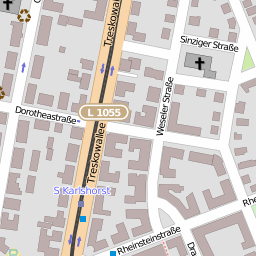 Treskowallee
Sinziger Straße
Weseler Straße
L 1055
Dorotheastraße
Treskowallee
S Karlshorst
Rheinsteinstraße